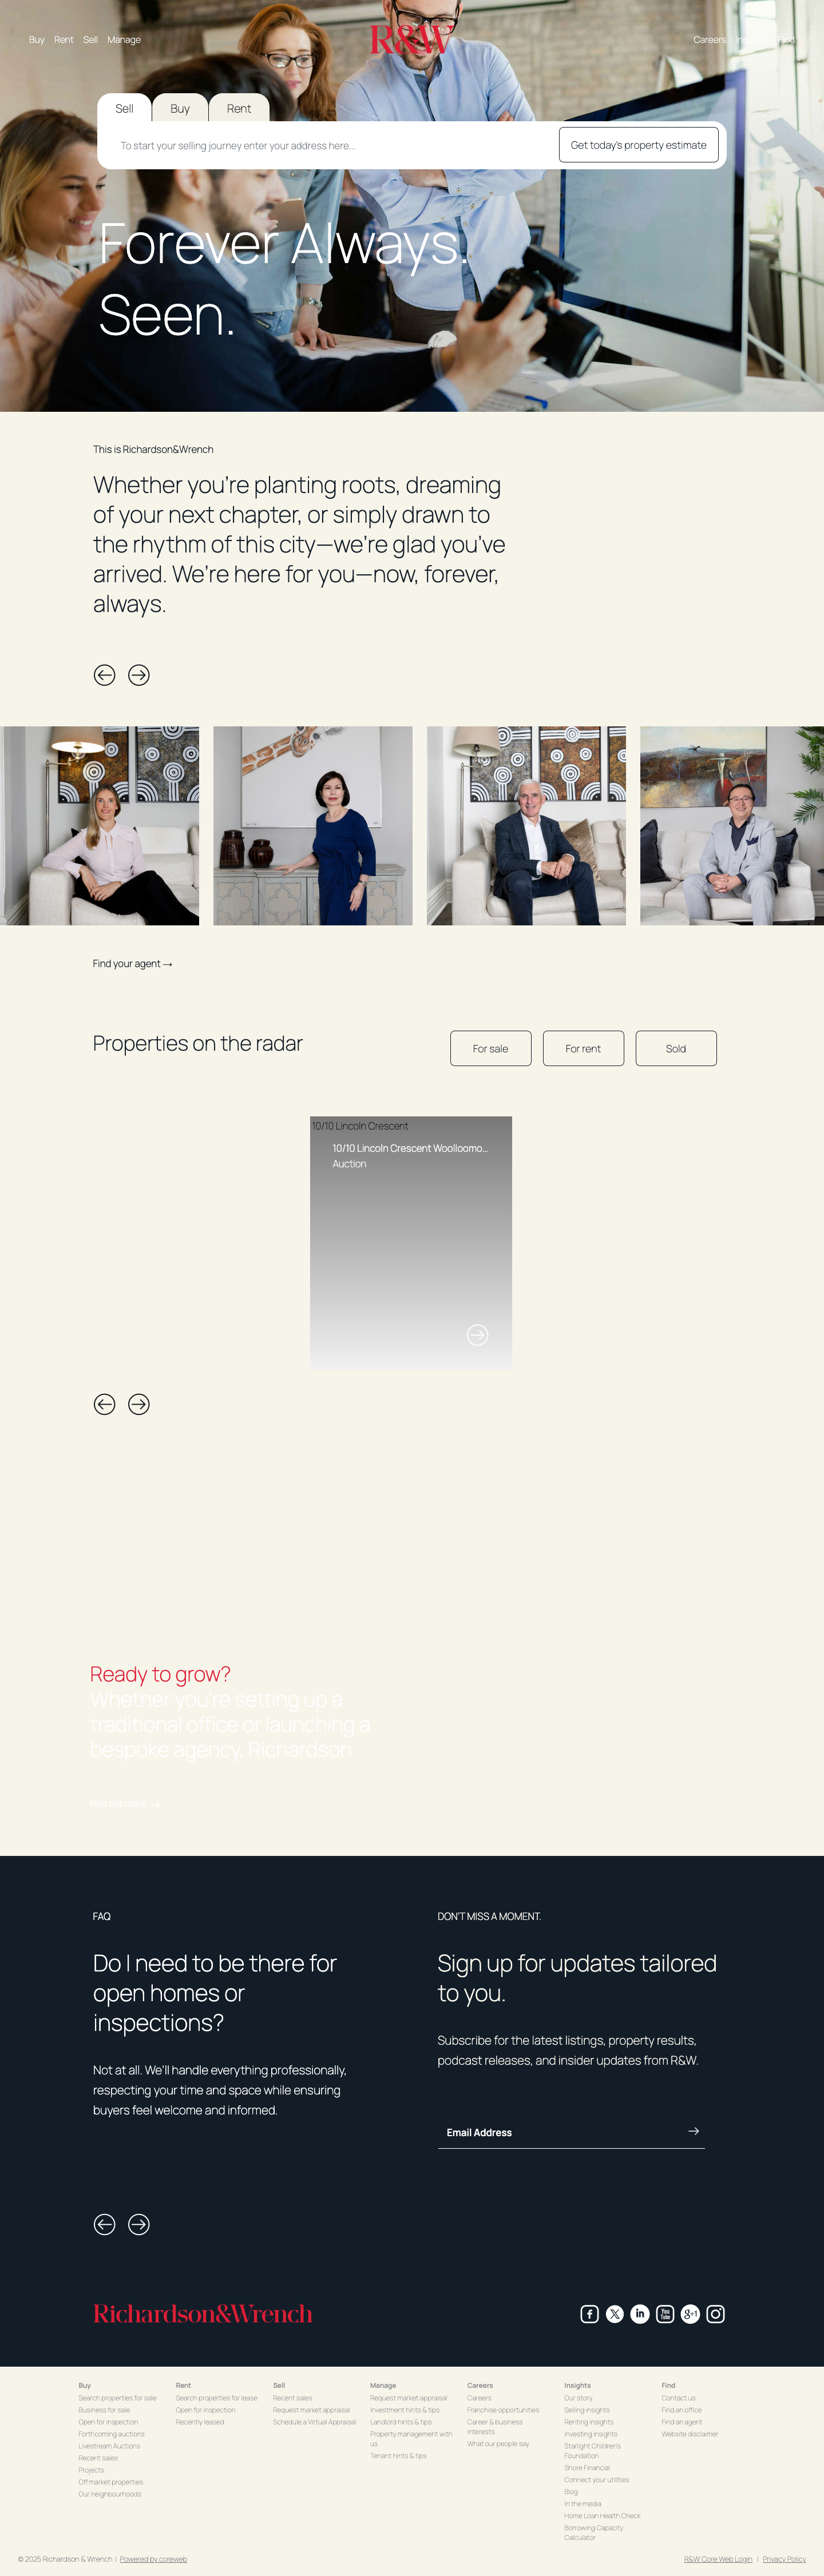 Buy Rent Sell Manage
R&W
Careers
Sell Buy Rent
To start your selling journey enter your address here...
Get today's property estimate
Forever Always.
Seen.
This is Richardson&Wrench
Whether you're planting roots, dreaming
of your next chapter, or simply drawn to
the rhythm of this city—we're glad you've
arrived. We're here for you—now, forever,
always.
Find your agent →
Properties on the radar
For sale For rent Sold
10/10 Lincoln Crescent
10/10 Lincoln Crescent Woolloomo...
Auction
Ready to grow?
Whether you're setting up a
traditional office or launching a
bespoke agency, Richardson
FAQ
Do I need to be there for
open homes or
inspections?
Not at all. We'll handle everything professionally,
respecting your time and space while ensuring
buyers feel welcome and informed.
DON'T MISS A MOMENT.
Sign up for updates tailored
to you.
Subscribe for the latest listings, property results,
podcast releases, and insider updates from R&W.
Email Address
Richardson&Wrench
Buy
Search properties for sale
Business for sale
Open for inspection
Forthcoming auctions
Livestream Auctions
Recent sales
Projects
Off market properties
Our neighbourhoods
Rent
Search properties for lease
Open for inspection
Recently leased
Sell
Recent sales
Request market appraisal
Schedule a Virtual Appraisal
Manage
Request market appraisal
Investment hints & tips
Landlord hints & tips
Property management with
us
Tenant hints & tips
Careers
Careers
Franchise opportunities
Career & business
interests
What our people say
Insights
Our story
Selling insights
Renting insights
Investing insights
Starlight Children's
Foundation
Shore Financial
Connect your utilities
Blog
In the media
Home Loan Health Check
Borrowing Capacity
Calculator
Find
Contact us
Find an office
Find an agent
Website disclaimer
© 2025 Richardson & Wrench | Powered by coreweb
R&W Core Web Login | Privacy Policy